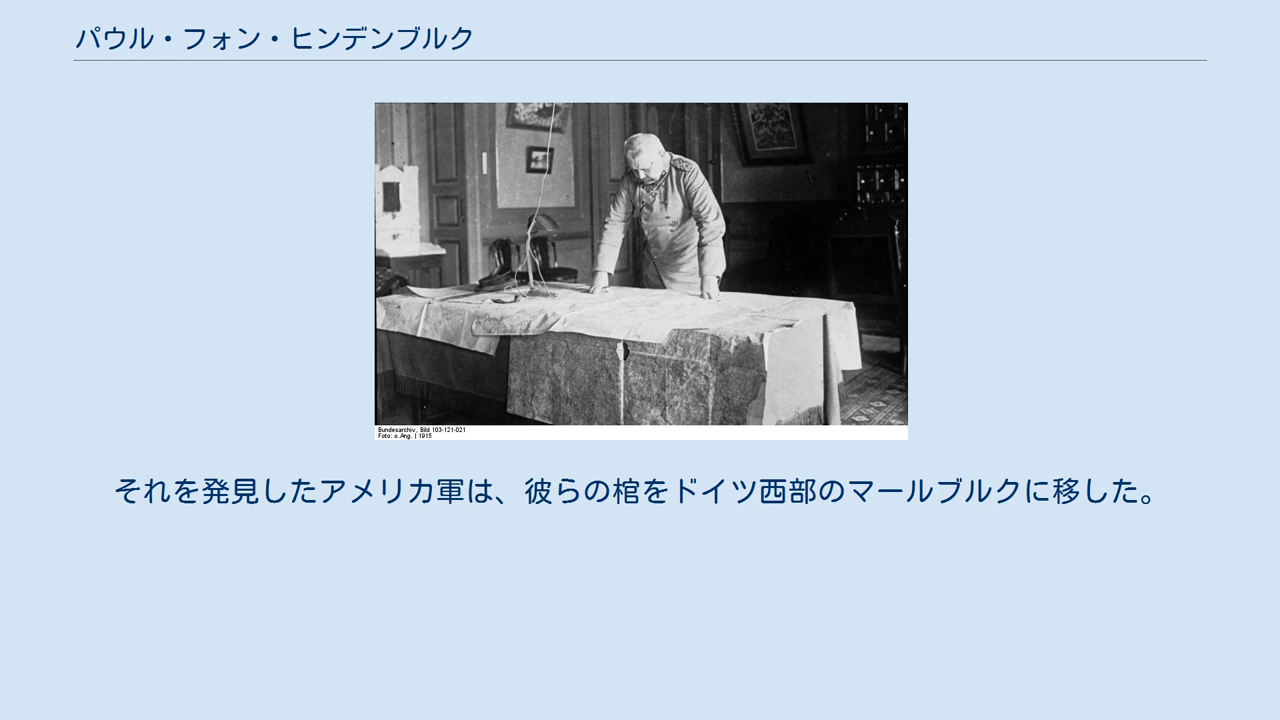 パウル・フォン・ヒンデンブルク
Bundesarchiv, Bild 103-121-021
Foto: o.Ang. | 1915
それを発見したアメリカ軍は、彼らの棺をドイツ西部のマールブルクに移した。